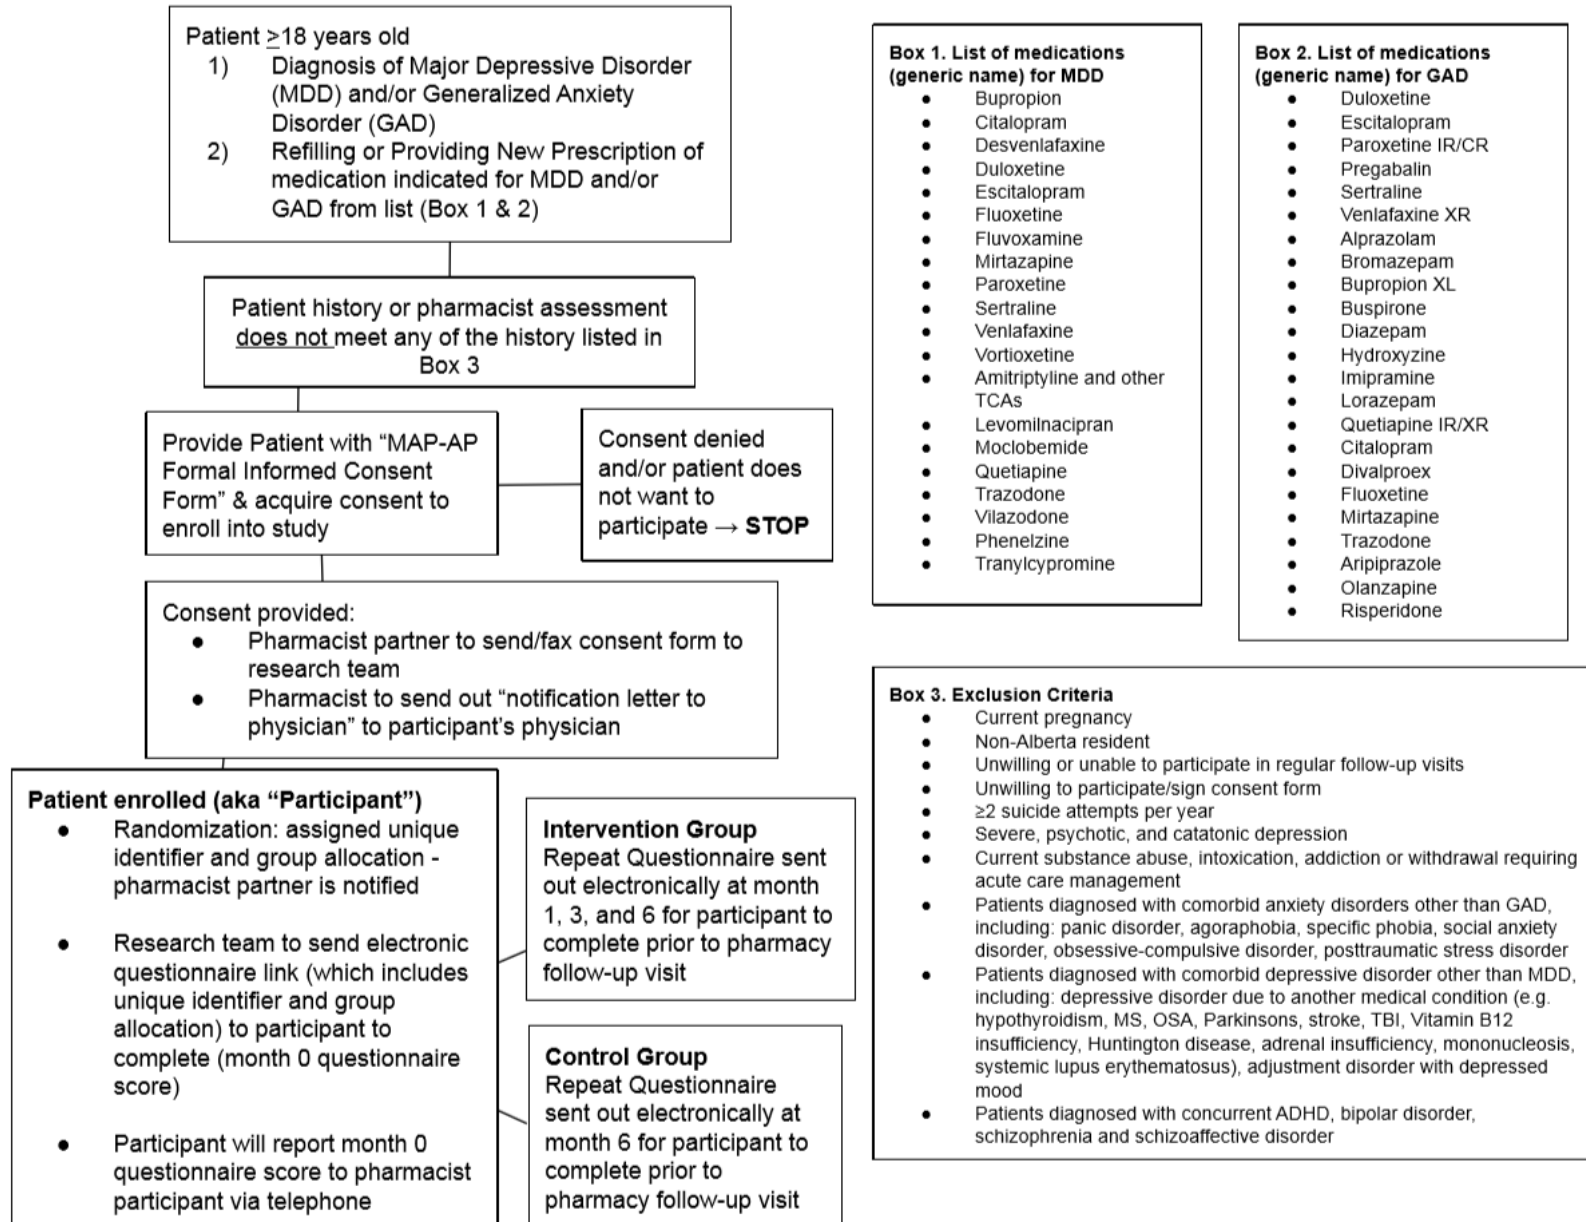 Patient ≥18 years old
1) Diagnosis of Major Depressive Disorder
(MDD) and/or Generalized Anxiety
Disorder (GAD)
2) Refilling or Providing New Prescription of
medication indicated for MDD and/or
GAD from list (Box 1 & 2)
Patient history or pharmacist assessment
does not meet any of the history listed in
Box 3
Provide Patient with “MAP-AP
Formal Informed Consent
Form” & acquire consent to
enroll into study
Consent denied
and/or patient does
not want to
participate → STOP
Consent provided:
● Pharmacist partner to send/fax consent form to
research team
● Pharmacist to send out “notification letter to
physician” to participant’s physician
Patient enrolled (aka “Participant”)
● Randomization: assigned unique
identifier and group allocation -
pharmacist partner is notified
● Research team to send electronic
questionnaire link (which includes
unique identifier and group
allocation) to participant to
complete (month 0 questionnaire
score)
● Participant will report month 0
questionnaire score to pharmacist
participant via telephone
Intervention Group
Repeat Questionnaire sent
out electronically at month
1, 3, and 6 for participant to
complete prior to pharmacy
follow-up visit
Control Group
Repeat Questionnaire
sent out electronically at
month 6 for participant to
complete prior to
pharmacy follow-up visit
Box 1. List of medications
(generic name) for MDD
● Bupropion
● Citalopram
● Desvenlafaxine
● Duloxetine
● Escitalopram
● Fluoxetine
● Fluvoxamine
● Mirtazapine
● Paroxetine
● Sertraline
● Venlafaxine
● Vortioxetine
● Amitriptyline and other
TCAs
● Levomilnacipran
● Moclobemide
● Quetiapine
● Trazodone
● Vilazodone
● Phenelzine
● Tranylcypromine
Box 2. List of medications
(generic name) for GAD
● Duloxetine
● Escitalopram
● Paroxetine IR/CR
● Pregabalin
● Sertraline
● Venlafaxine XR
● Alprazolam
● Bromazepam
● Bupropion XL
● Buspirone
● Diazepam
● Hydroxyzine
● Imipramine
● Lorazepam
● Quetiapine IR/XR
● Citalopram
● Divalproex
● Fluoxetine
● Mirtazapine
● Trazodone
● Aripiprazole
● Olanzapine
● Risperidone
Box 3. Exclusion Criteria
● Current pregnancy
● Non-Alberta resident
● Unwilling or unable to participate in regular follow-up visits
● Unwilling to participate/sign consent form
● ≥2 suicide attempts per year
● Severe, psychotic, and catatonic depression
● Current substance abuse, intoxication, addiction or withdrawal requiring
acute care management
● Patients diagnosed with comorbid anxiety disorders other than GAD,
including: panic disorder, agoraphobia, specific phobia, social anxiety
disorder, obsessive-compulsive disorder, posttraumatic stress disorder
● Patients diagnosed with comorbid depressive disorder other than MDD,
including: depressive disorder due to another medical condition (e.g.
hypothyroidism, MS, OSA, Parkinsons, stroke, TBI, Vitamin B12
insufficiency, Huntington disease, adrenal insufficiency, mononucleosis,
systemic lupus erythematosus), adjustment disorder with depressed
mood
● Patients diagnosed with concurrent ADHD, bipolar disorder,
schizophrenia and schizoaffective disorder